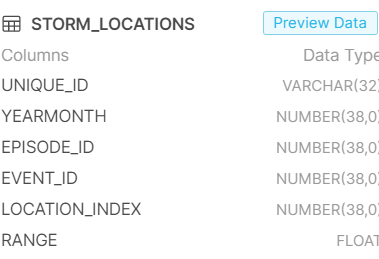 STORM_LOCATIONS Preview Data
Columns Data Type
UNIQUE_ID VARCHAR(32)
YEARMONTH NUMBER(38,0)
EPISODE_ID NUMBER(38,0)
EVENT_ID NUMBER(38,0)
LOCATION_INDEX NUMBER(38,0)
RANGE FLOAT